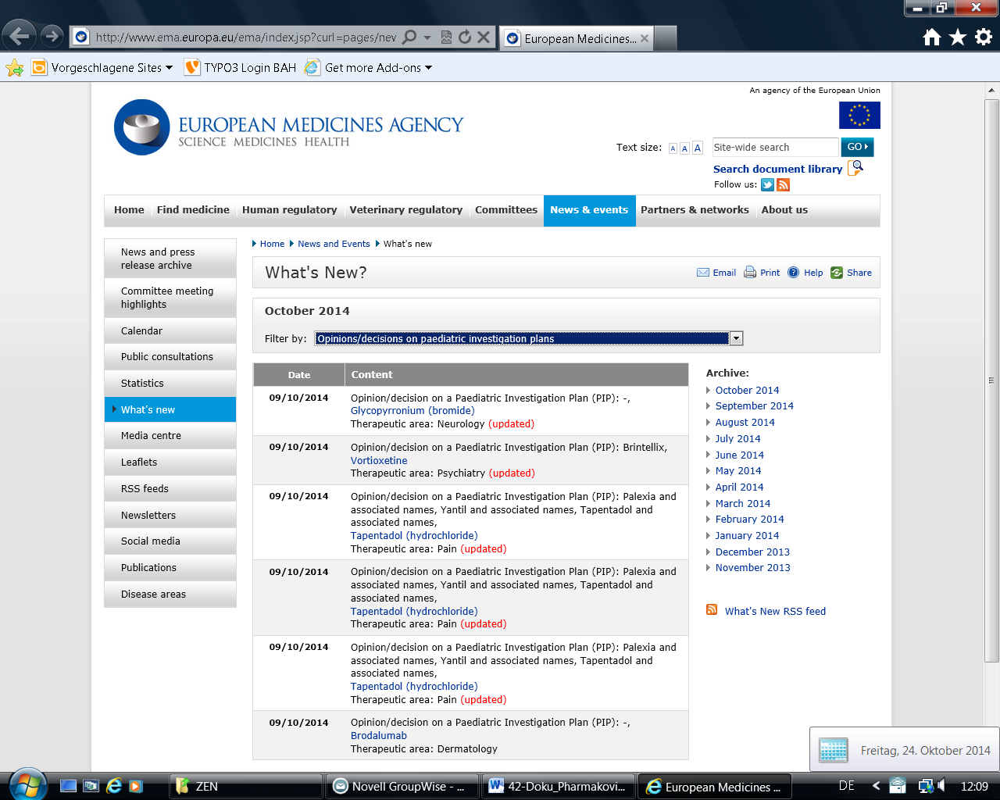 http://www.ema.europa.eu/ema/index.jsp?curl=pages/nev
European Medicines...
Vorgeschlagene Sites
TYPO3 Login BAH
Get more Add-ons
An agency of the European Union
EUROPEAN MEDICINES AGENCY
SCIENCE MEDICINES HEALTH
Text size: A A A
Site-wide search
GO
Search document library
Follow us:
Home
Find medicine
Human regulatory
Veterinary regulatory
Committees
News & events
Partners & networks
About us
News and press
release archive
Committee meeting
highlights
Calendar
Public consultations
Statistics
What's new
Media centre
Leaflets
RSS feeds
Newsletters
Social media
Publications
Disease areas
Home News and Events What's new
What's New?
Email Print Help Share
October 2014
Filter by: Opinions/decisions on paediatric investigation plans
Date Content
09/10/2014 Opinion/decision on a Paediatric Investigation Plan (PIP): -,
Glycopyrronium (bromide)
Therapeutic area: Neurology (updated)
09/10/2014 Opinion/decision on a Paediatric Investigation Plan (PIP): Brintellix,
Vortioxetine
Therapeutic area: Psychiatry (updated)
09/10/2014 Opinion/decision on a Paediatric Investigation Plan (PIP): Palexia and
associated names, Yantil and associated names, Tapentadol and
associated names,
Tapentadol (hydrochloride)
Therapeutic area: Pain (updated)
09/10/2014 Opinion/decision on a Paediatric Investigation Plan (PIP): Palexia and
associated names, Yantil and associated names, Tapentadol and
associated names,
Tapentadol (hydrochloride)
Therapeutic area: Pain (updated)
09/10/2014 Opinion/decision on a Paediatric Investigation Plan (PIP): Palexia and
associated names, Yantil and associated names, Tapentadol and
associated names,
Tapentadol (hydrochloride)
Therapeutic area: Pain (updated)
09/10/2014 Opinion/decision on a Paediatric Investigation Plan (PIP): -,
Brodalumab
Therapeutic area: Dermatology
Archive:
October 2014
September 2014
August 2014
July 2014
June 2014
May 2014
April 2014
March 2014
February 2014
January 2014
December 2013
November 2013
What's New RSS feed
Freitag, 24. Oktober 2014
ZEN
Novell GroupWise - ...
42-Doku_Pharmakovi...
European Medicines ...
DE
12:09